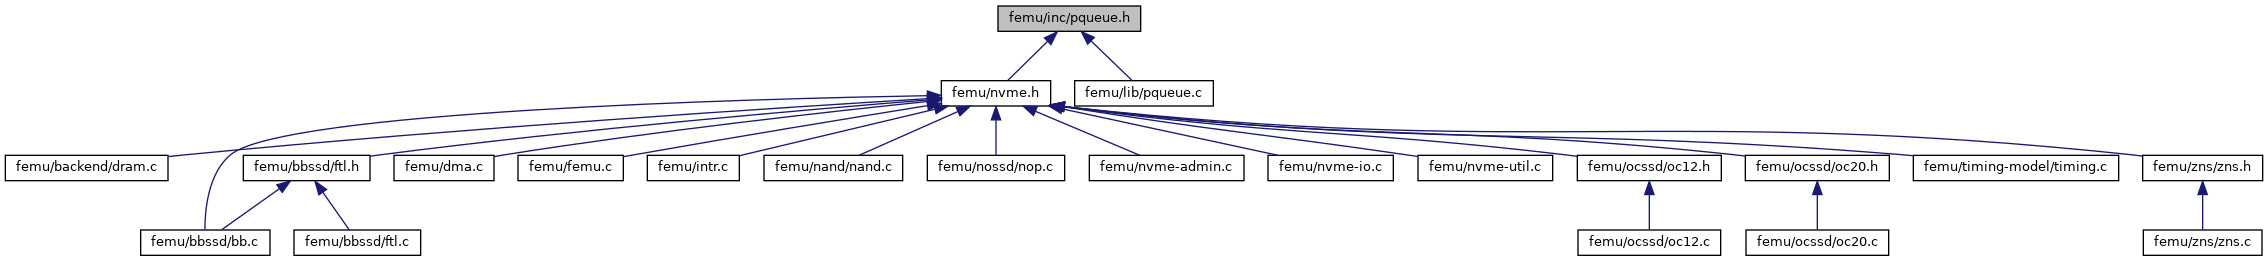 femu/inc/pqueue.h
femu/nvme.h
femu/lib/pqueue.c
femu/backend/dram.c
femu/bbssd/ftl.h
femu/dma.c
femu/femu.c
femu/intr.c
femu/nand/nand.c
femu/nossd/nop.c
femu/nvme-admin.c
femu/nvme-io.c
femu/nvme-util.c
femu/ocssd/oc12.h
femu/ocssd/oc20.h
femu/timing-model/timing.c
femu/zns/zns.h
femu/bbssd/bb.c
femu/bbssd/ftl.c
femu/ocssd/oc12.c
femu/ocssd/oc20.c
femu/zns/zns.c